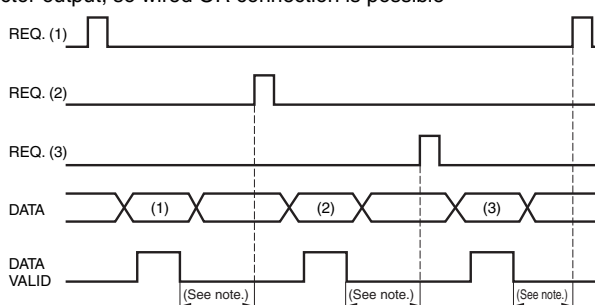 ctor output, so wired OR connection is possible
REQ. (1)
REQ. (2)
REQ. (3)
DATA (1) (2) (3)
DATA
VALID
(See note.) (See note.) (See note.)